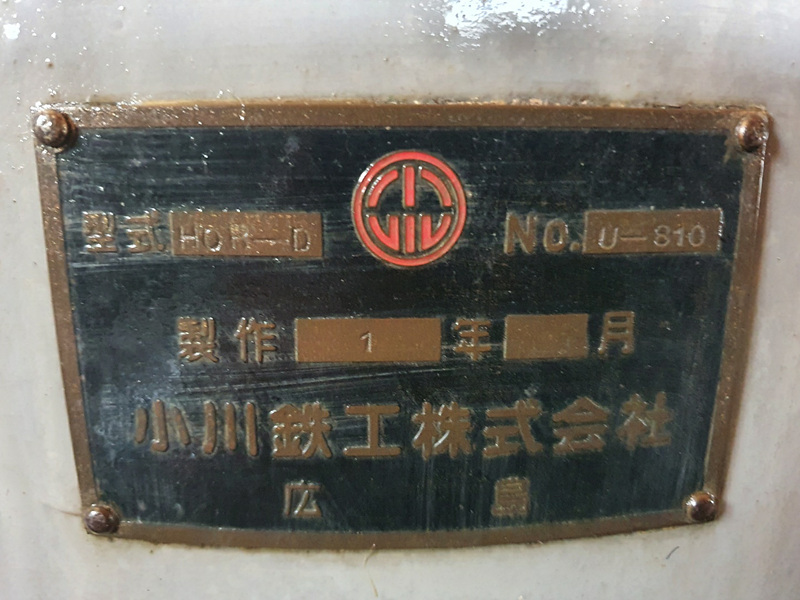 型式 HOR-D NO. U-810
製作 1 年 月
小川鉄工株式会社
広島